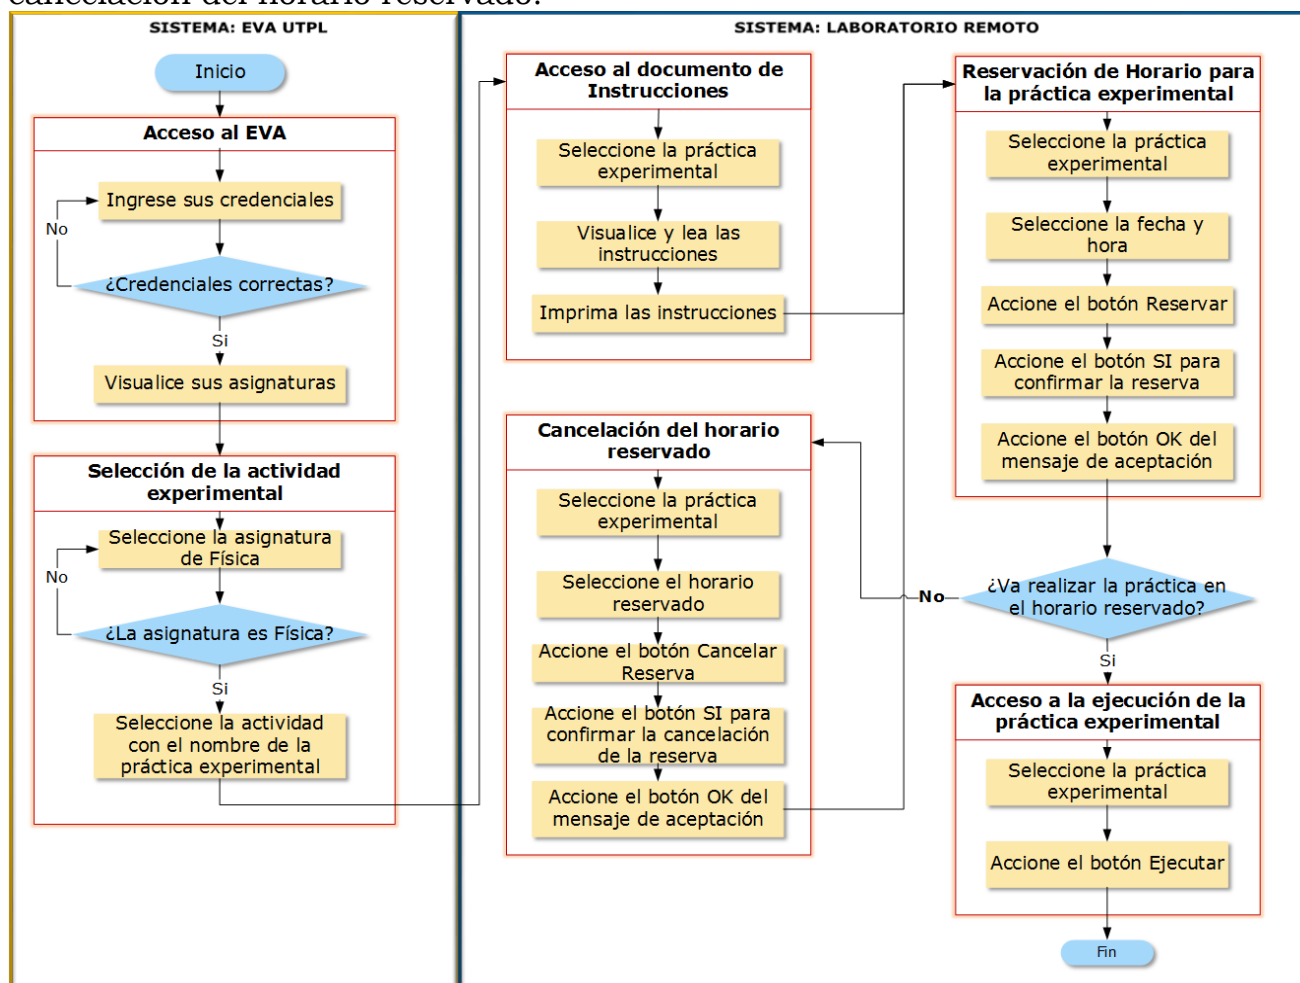 cancelación del horario reservado.
SISTEMA: EVA UTPL
Inicio
Acceso al EVA
Ingrese sus credenciales
No
¿Credenciales correctas?
Si
Visualice sus asignaturas
Selección de la actividad
experimental
Seleccione la asignatura
de Física
No
¿La asignatura es Física?
Si
Seleccione la actividad
con el nombre de la
práctica experimental
SISTEMA: LABORATORIO REMOTO
Acceso al documento de
Instrucciones
Seleccione la práctica
experimental
Visualice y lea las
instrucciones
Imprima las instrucciones
Cancelación del horario
reservado
Seleccione la práctica
experimental
Seleccione el horario
reservado
Accione el botón Cancelar
Reserva
Accione el botón SI para
confirmar la cancelación
de la reserva
Accione el botón OK del
mensaje de aceptación
Reservación de Horario para
la práctica experimental
Seleccione la práctica
experimental
Seleccione la fecha y
hora
Accione el botón Reservar
Accione el botón SI para
confirmar la reserva
Accione el botón OK del
mensaje de aceptación
¿Va realizar la práctica en
el horario reservado?
No
Si
Acceso a la ejecución de la
práctica experimental
Seleccione la práctica
experimental
Accione el botón Ejecutar
Fin